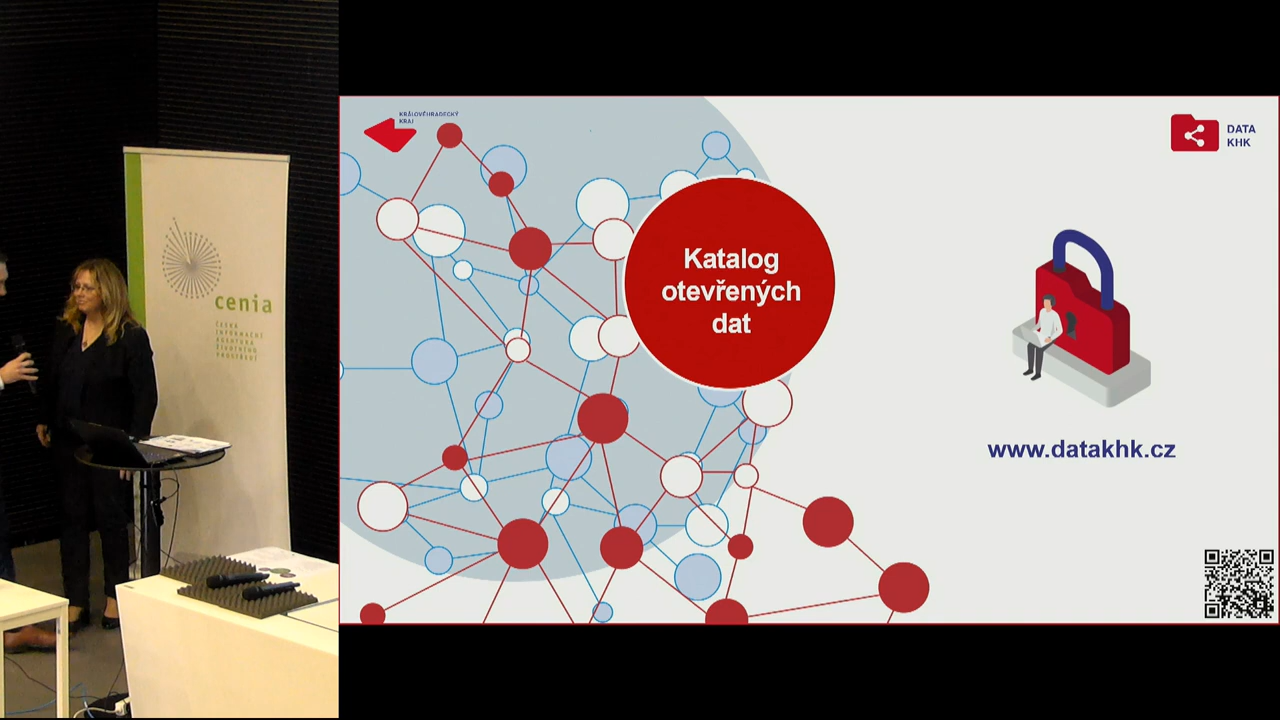 cenia
ČESKÁ
INFORMAČNÍ
AGENTURA
ŽIVOTNÍHO
PROSTŘEDÍ
KRÁLOVÉHRADECKÝ
KRAJ
DATA
KHK
Katalog
otevřených
dat
www.datakhk.cz